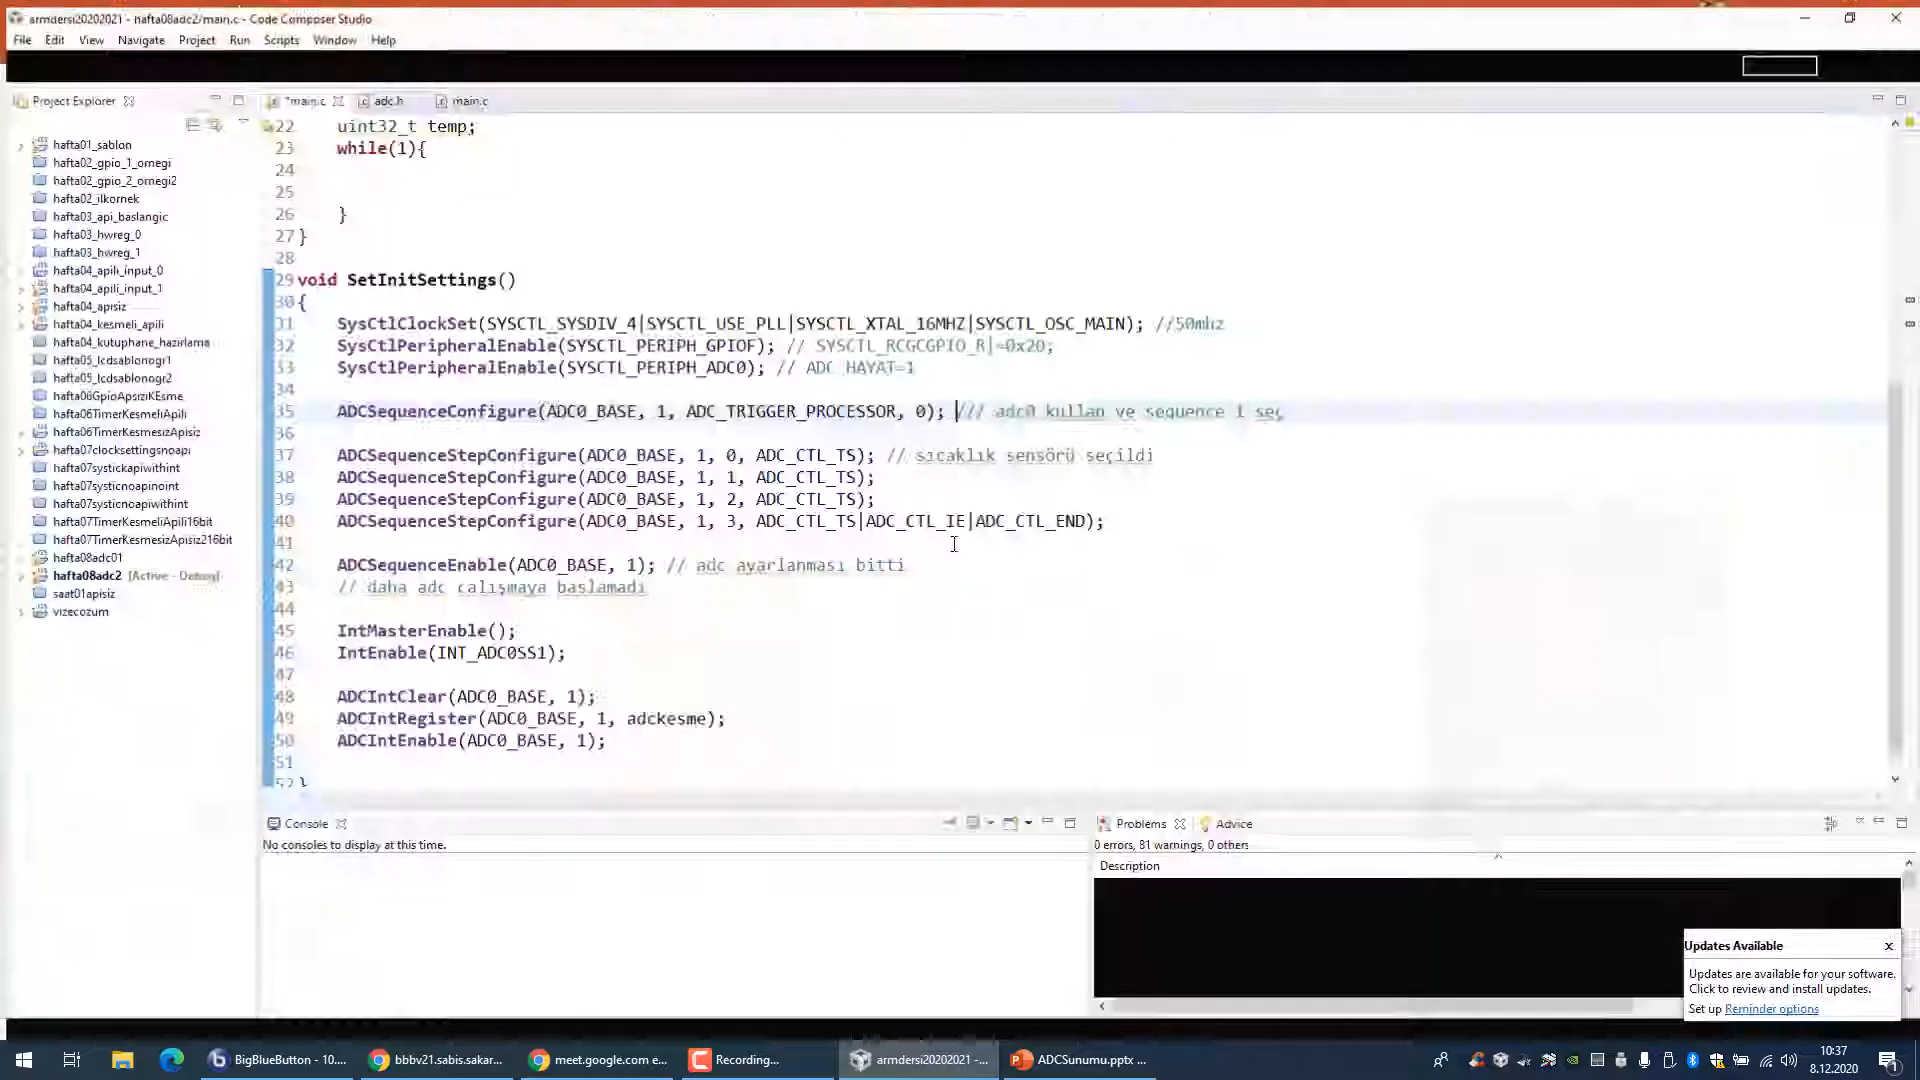 armdersi20202021 - hafta08adc2/main.c - Code Composer Studio
File Edit View Navigate Project Run Scripts Window Help
Project Explorer
*main.c adc.h main.c
hafta01_sablon
hafta02_gpio_1_ornegi
hafta02_gpio_2_ornegi2
hafta02_ilkornek
hafta03_api_baslangic
hafta03_hwreg_0
hafta03_hwreg_1
hafta04_apili_input_0
hafta04_apili_input_1
hafta04_apisiz
hafta04_kesmeli_apili
hafta04_kutuphane_hazirlama
hafta05_lcdsablonogr1
hafta05_lcdsablonogr2
hafta06GpioApsiziKEsme
hafta06TimerKesmeliApili
hafta06TimerKesmesizApisiz
hafta07clocksettingsnoapi
hafta07systickapiwithint
hafta07systicnoapinoint
hafta07systicnoapiwithint
hafta07TimerKesmeliApili16bit
hafta07TimerKesmesizApisiz216bit
hafta08adc01
hafta08adc2 [Active - Debug]
saat01apisiz
vizecozum
22 uint32_t temp;
23 while(1){
24
25
26 }
27 }
28
29 void SetInitSettings()
30 {
31 SysCtlClockSet(SYSCTL_SYSDIV_4|SYSCTL_USE_PLL|SYSCTL_XTAL_16MHZ|SYSCTL_OSC_MAIN); //50mhz
32 SysCtlPeripheralEnable(SYSCTL_PERIPH_GPIOF); // SYSCTL_RCGCGPIO_R|=0x20;
33 SysCtlPeripheralEnable(SYSCTL_PERIPH_ADC0); // ADC HAYAT=1
34
35 ADCSequenceConfigure(ADC0_BASE, 1, ADC_TRIGGER_PROCESSOR, 0); /// adc0 kullan ve sequence 1 seç
36
37 ADCSequenceStepConfigure(ADC0_BASE, 1, 0, ADC_CTL_TS); // sıcaklık sensörü seçildi
38 ADCSequenceStepConfigure(ADC0_BASE, 1, 1, ADC_CTL_TS);
39 ADCSequenceStepConfigure(ADC0_BASE, 1, 2, ADC_CTL_TS);
40 ADCSequenceStepConfigure(ADC0_BASE, 1, 3, ADC_CTL_TS|ADC_CTL_IE|ADC_CTL_END);
41
42 ADCSequenceEnable(ADC0_BASE, 1); // adc ayarlanması bitti
43 // daha adc calışmaya baslamadı
44
45 IntMasterEnable();
46 IntEnable(INT_ADC0SS1);
47
48 ADCIntClear(ADC0_BASE, 1);
49 ADCIntRegister(ADC0_BASE, 1, adckesme);
50 ADCIntEnable(ADC0_BASE, 1);
51
52 }
Console
No consoles to display at this time.
Problems Advice
0 errors, 81 warnings, 0 others
Description
Updates Available
Updates are available for your software.
Click to review and install updates.
Set up Reminder options
BigBlueButton - 10....
bbbv21.sabis.sakar...
meet.google.com e...
Recording...
armdersi20202021 -...
ADCSunumu.pptx ...
10:37
8.12.2020
1